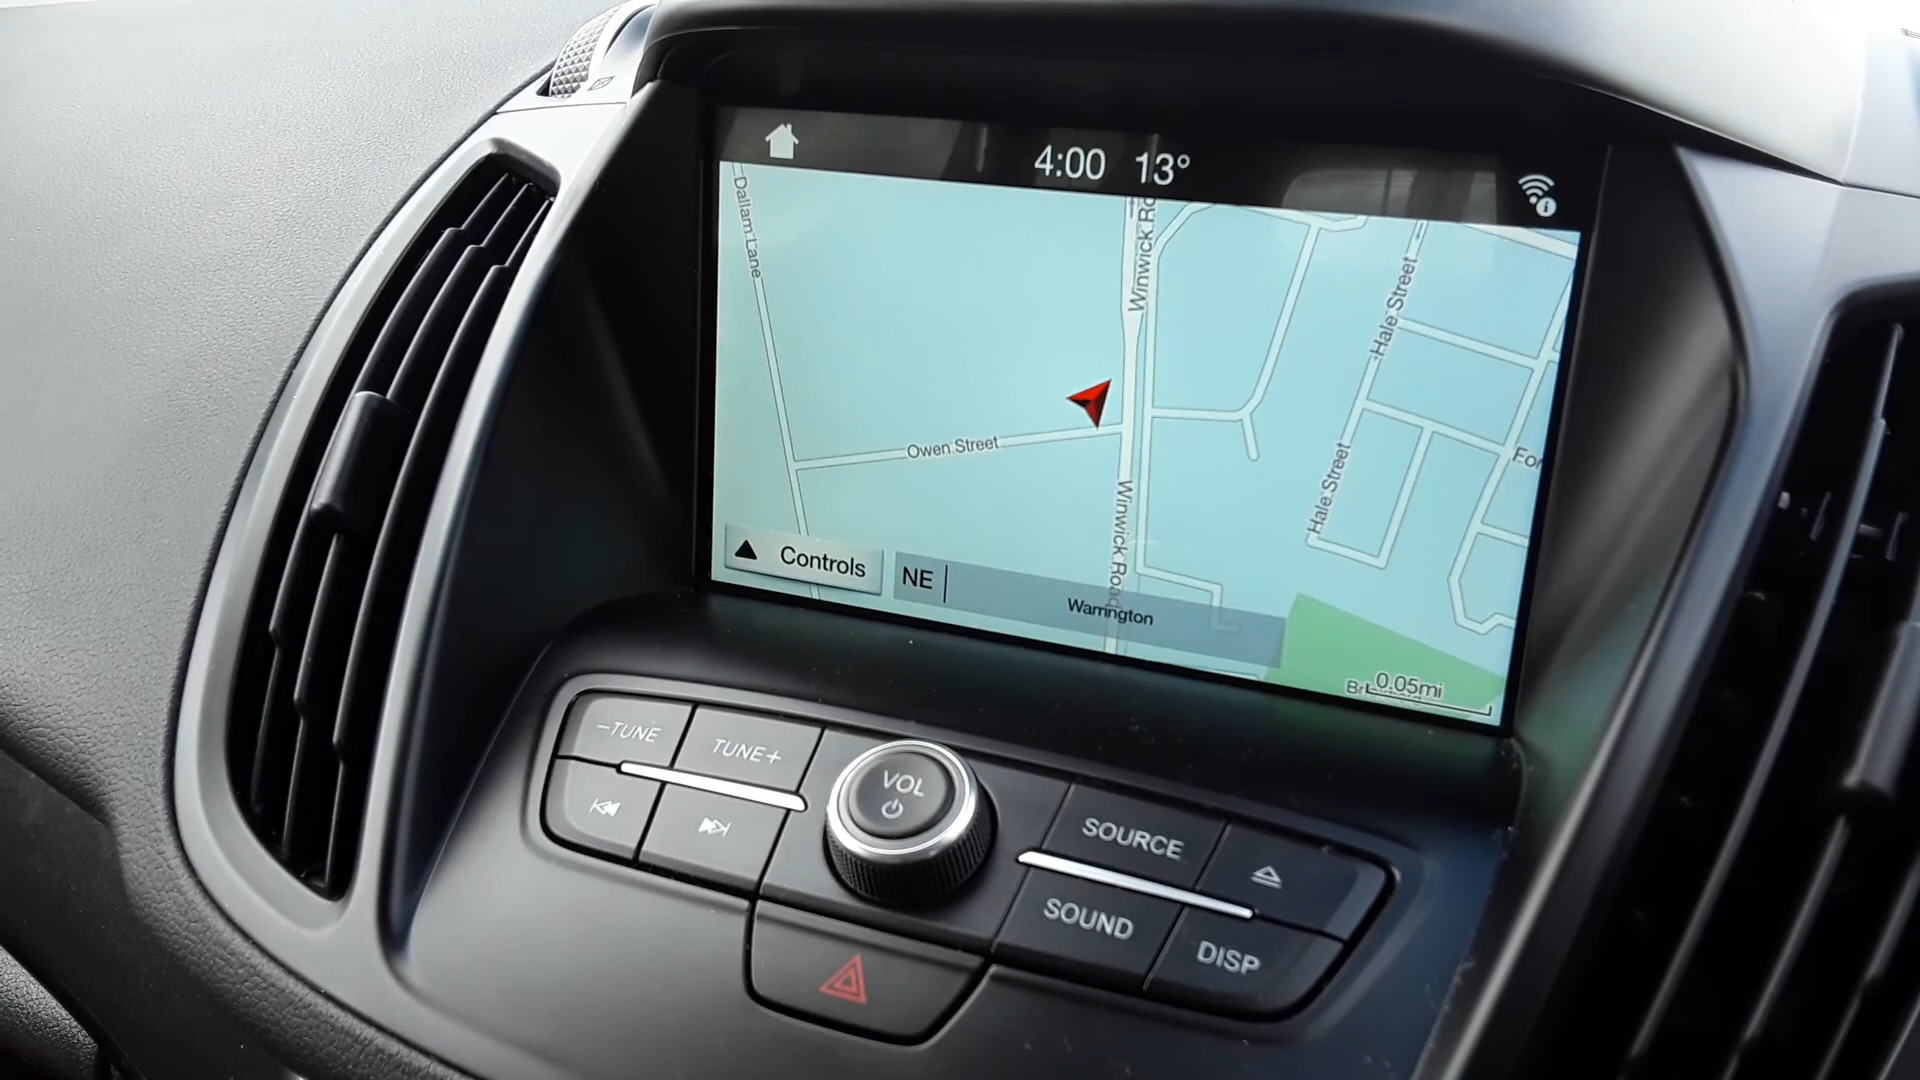 4:00 13°
Dallam Lane
Winwick
Hale Street
Owen Street
Hale Street
Winwick Road
Controls
NE
Warrington
0.05mi
−TUNE
TUNE+
VOL
SOURCE
SOUND
DISP